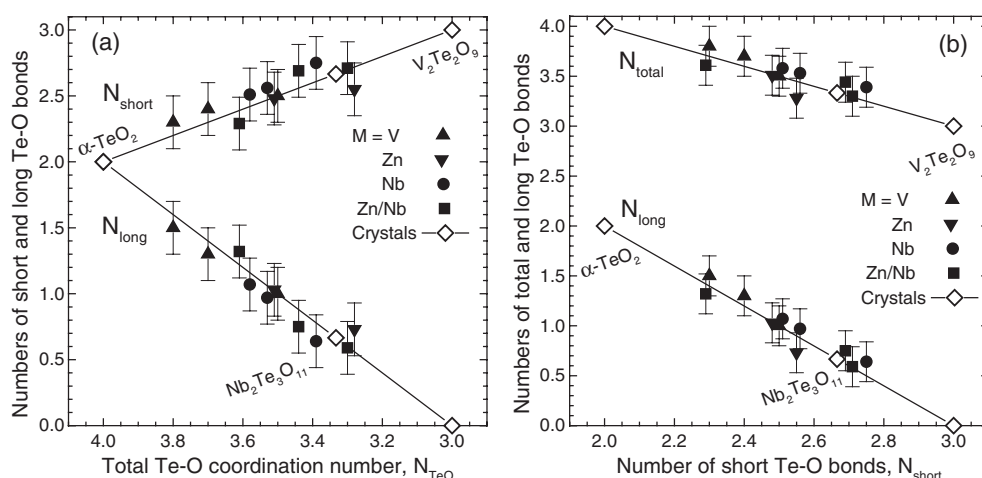 (a)
3.0
2.5
2.0
1.5
1.0
0.5
0.0
Numbers of short and long Te-O bonds
N_short
V₂Te₂O₉
α-TeO₂
M = V
Zn
Nb
Zn/Nb
Crystals
N_long
Nb₂Te₃O₁₁
4.0 3.8 3.6 3.4 3.2 3.0
Total Te-O coordination number, N_TeO
(b)
4.0
3.5
3.0
2.5
2.0
1.5
1.0
0.5
0.0
Numbers of total and long Te-O bonds
N_total
V₂Te₂O₉
N_long
α-TeO₂
M = V
Zn
Nb
Zn/Nb
Crystals
Nb₂Te₃O₁₁
2.0 2.2 2.4 2.6 2.8 3.0
Number of short Te-O bonds, N_short